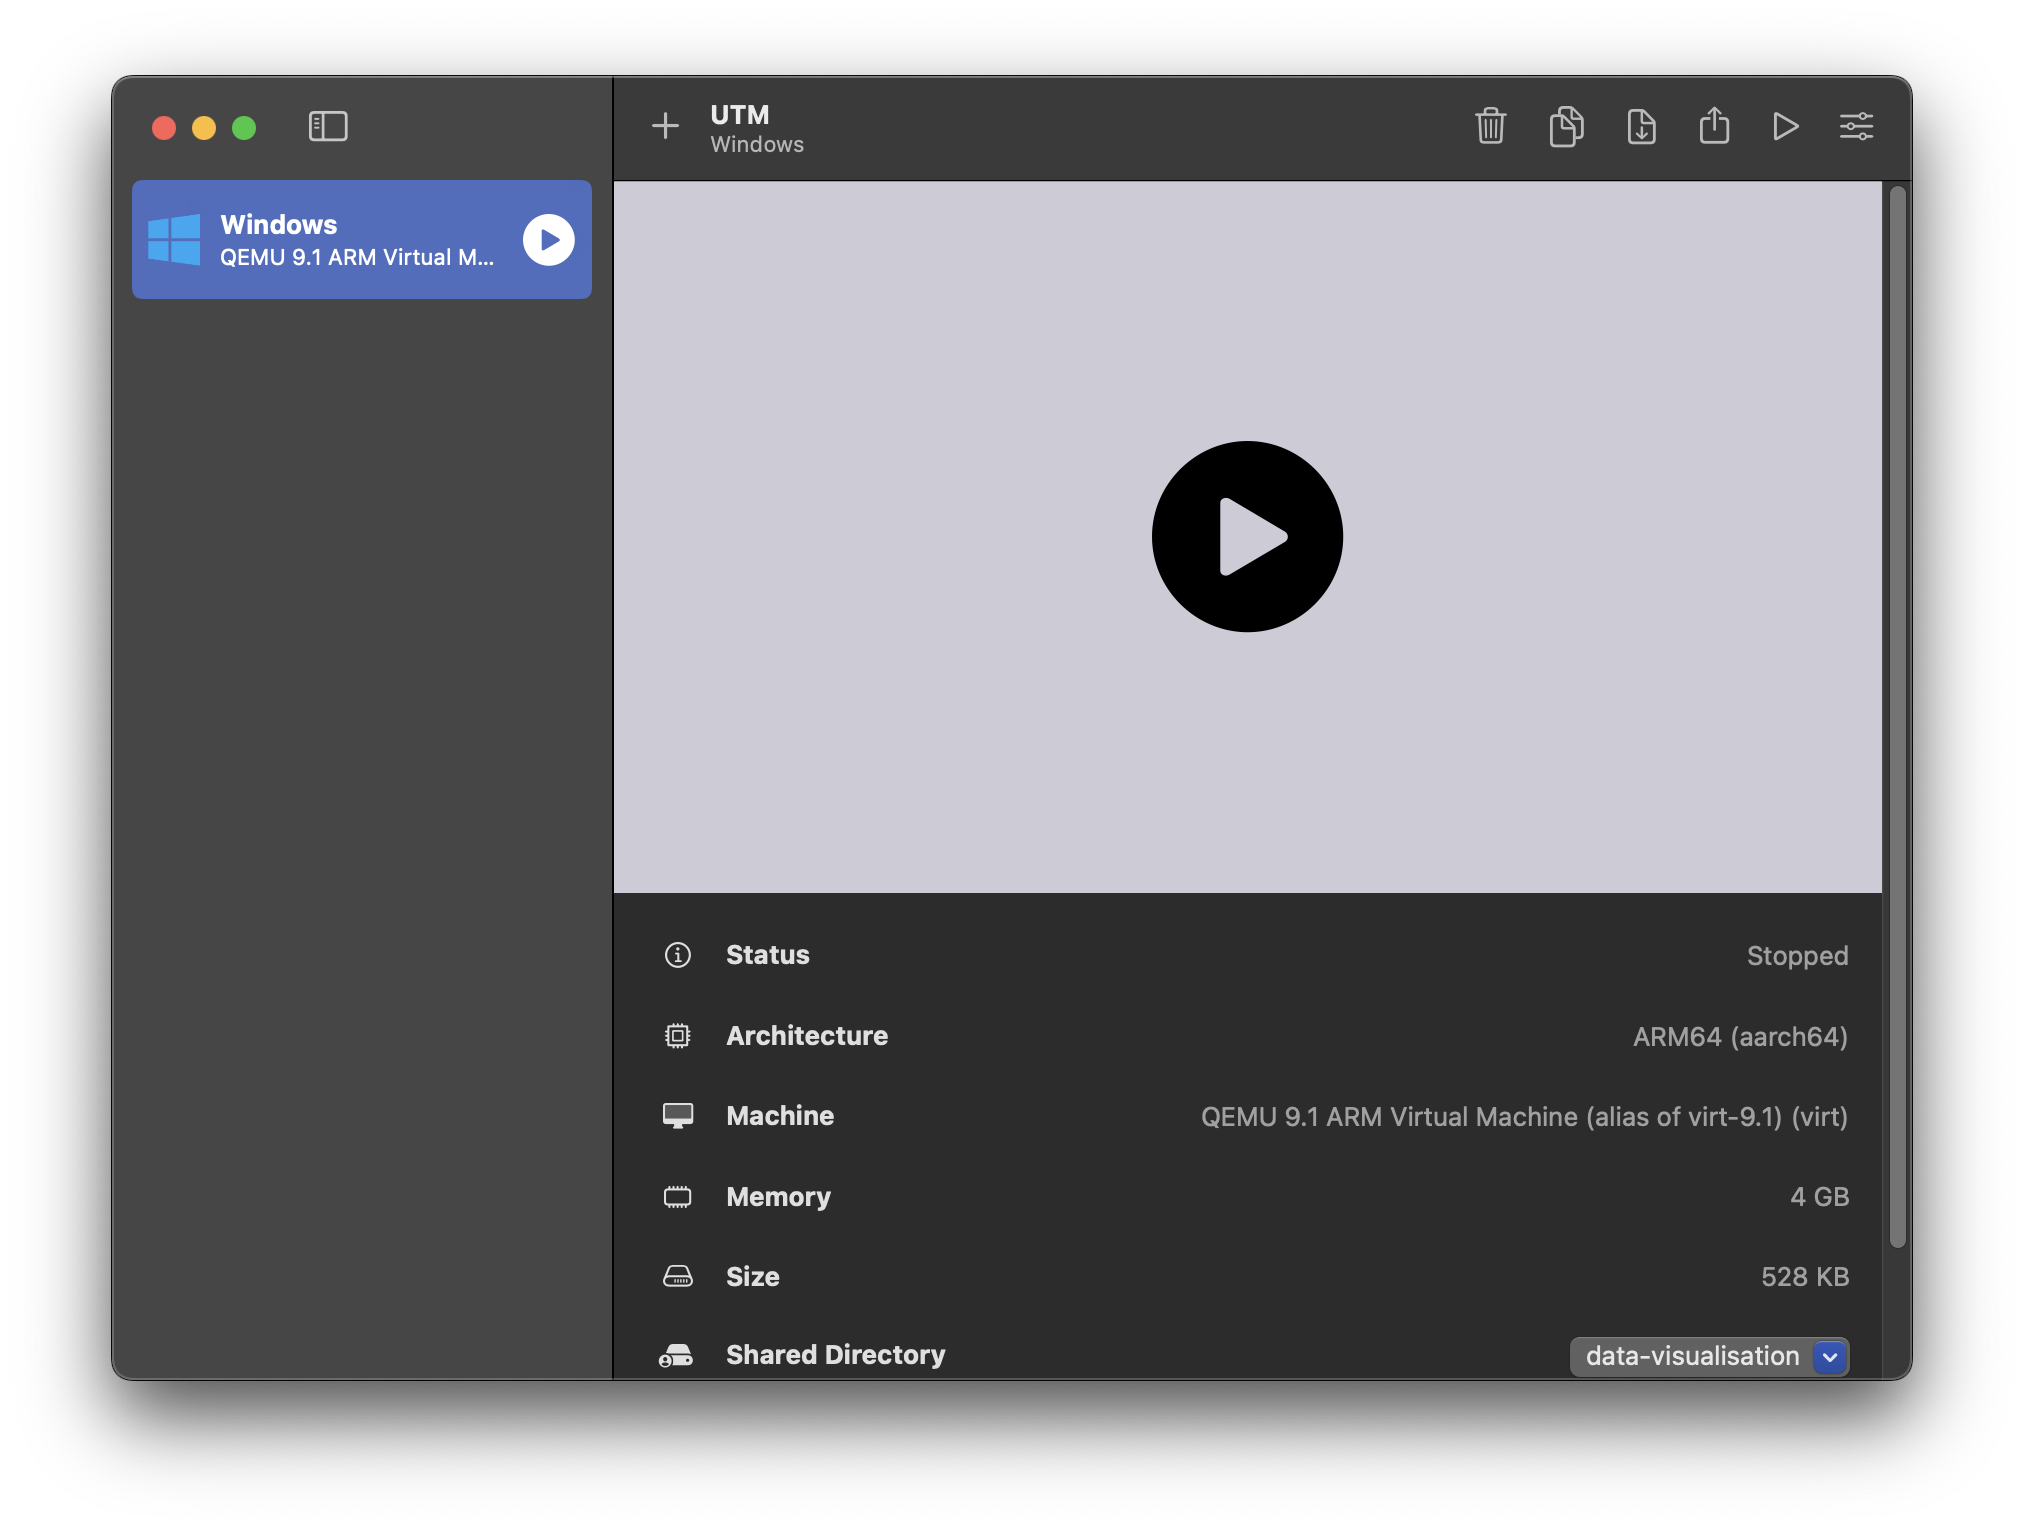 UTM
Windows
Windows
QEMU 9.1 ARM Virtual M...
Status
Stopped
Architecture
ARM64 (aarch64)
Machine
QEMU 9.1 ARM Virtual Machine (alias of virt-9.1) (virt)
Memory
4 GB
Size
528 KB
Shared Directory
data-visualisation